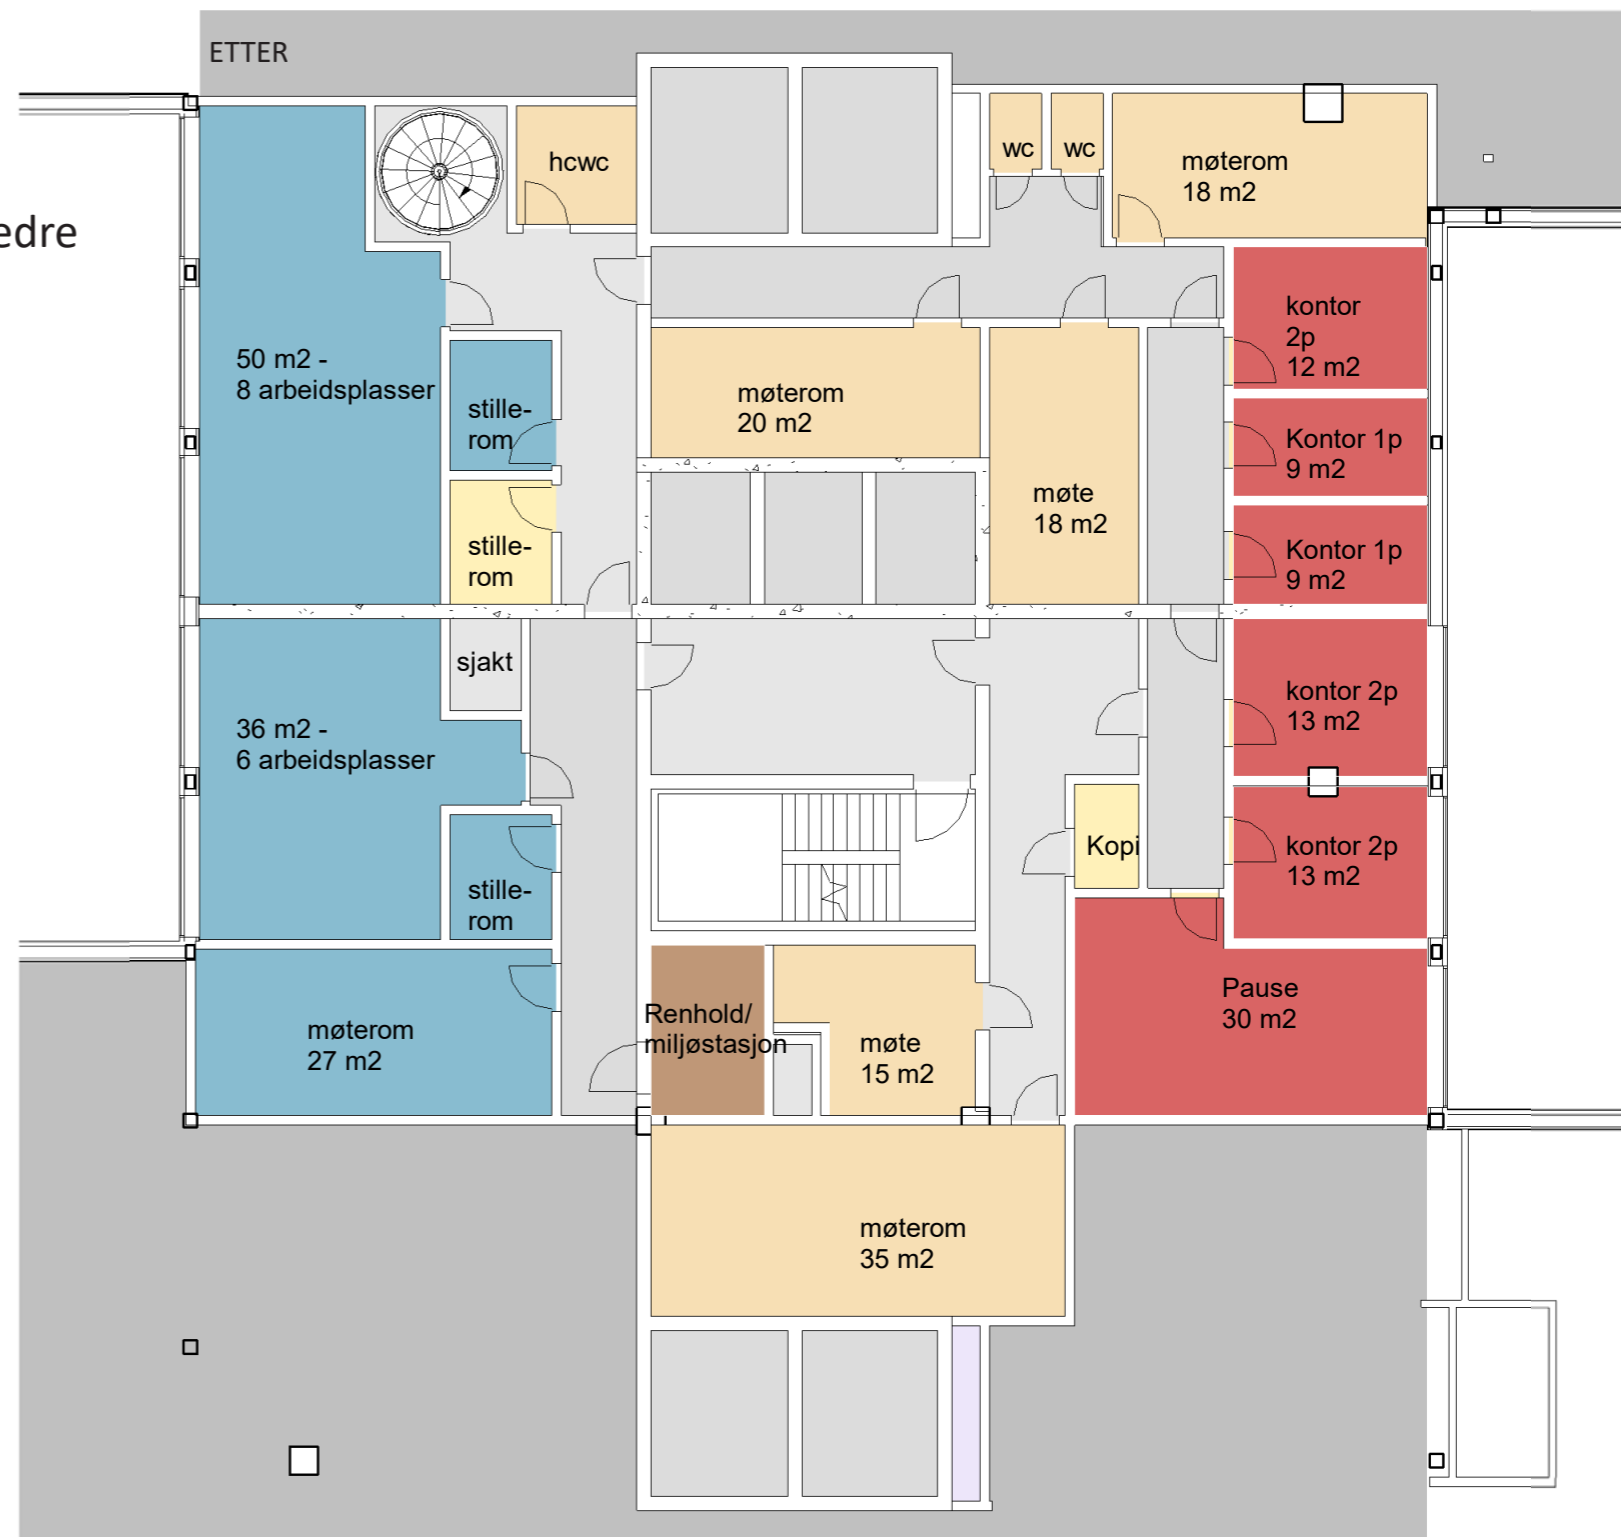 ETTER
edre
hcwc
wc
wc
møterom
18 m2
50 m2 -
8 arbeidsplasser
stille-
rom
møterom
20 m2
kontor
2p
12 m2
Kontor 1p
9 m2
møte
18 m2
stille-
rom
Kontor 1p
9 m2
sjakt
36 m2 -
6 arbeidsplasser
kontor 2p
13 m2
Kopi
kontor 2p
13 m2
stille-
rom
møterom
27 m2
Renhold/
miljøstasjon
møte
15 m2
Pause
30 m2
møterom
35 m2